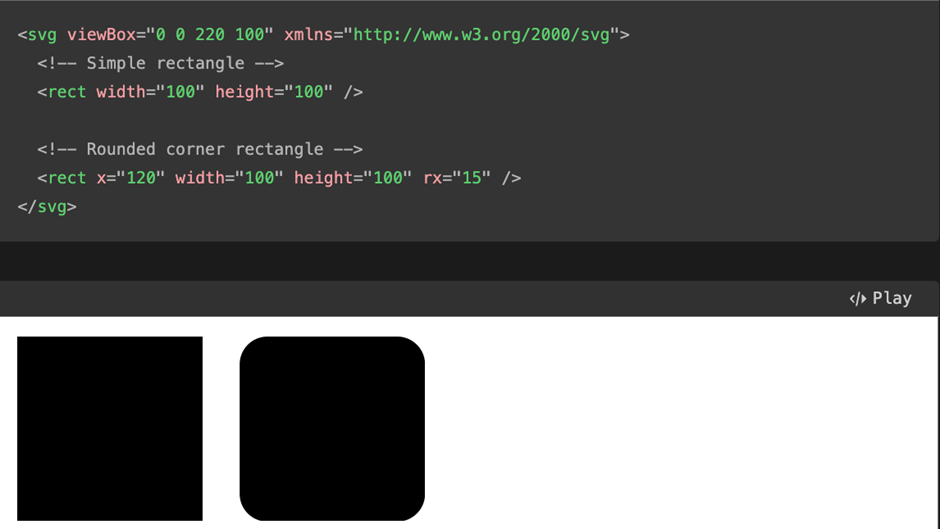 <svg viewBox="0 0 220 100" xmlns="http://www.w3.org/2000/svg">
  <!-- Simple rectangle -->
  <rect width="100" height="100" />

  <!-- Rounded corner rectangle -->
  <rect x="120" width="100" height="100" rx="15" />
</svg>
Play